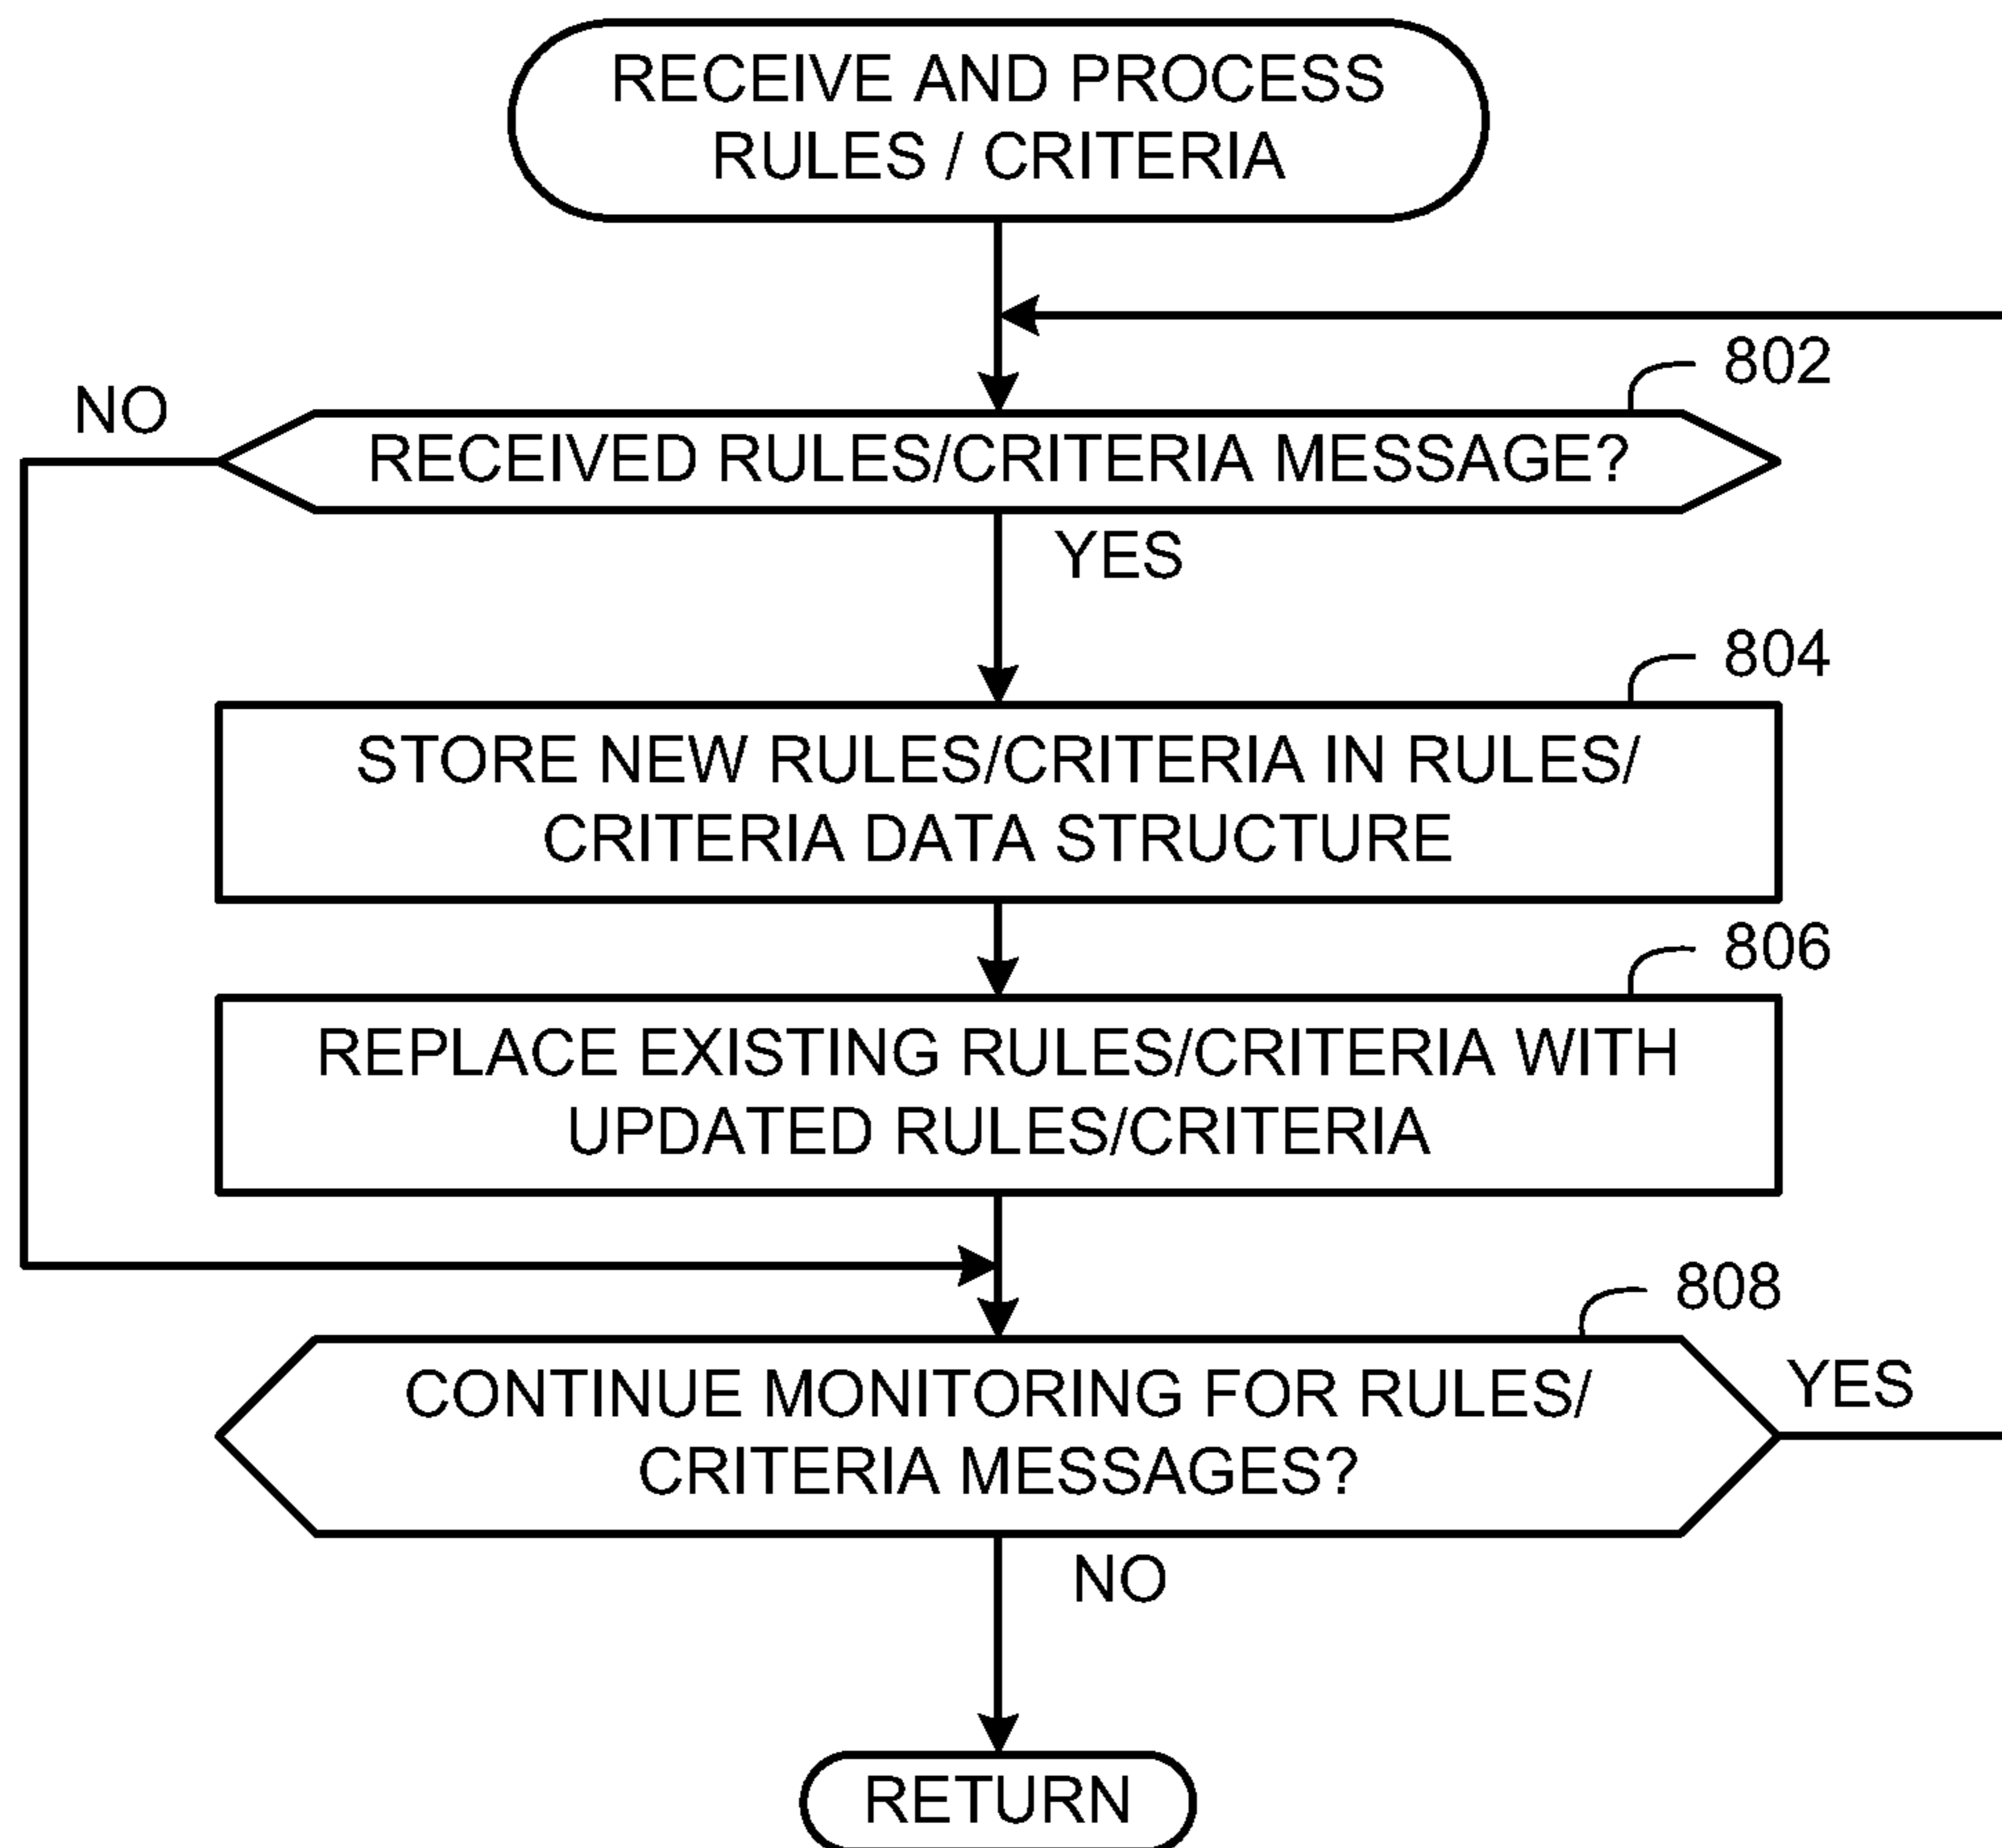 RECEIVE AND PROCESS
RULES / CRITERIA
802
NO
RECEIVED RULES/CRITERIA MESSAGE?
YES
804
STORE NEW RULES/CRITERIA IN RULES/
CRITERIA DATA STRUCTURE
806
REPLACE EXISTING RULES/CRITERIA WITH
UPDATED RULES/CRITERIA
808
CONTINUE MONITORING FOR RULES/
CRITERIA MESSAGES?
YES
NO
RETURN